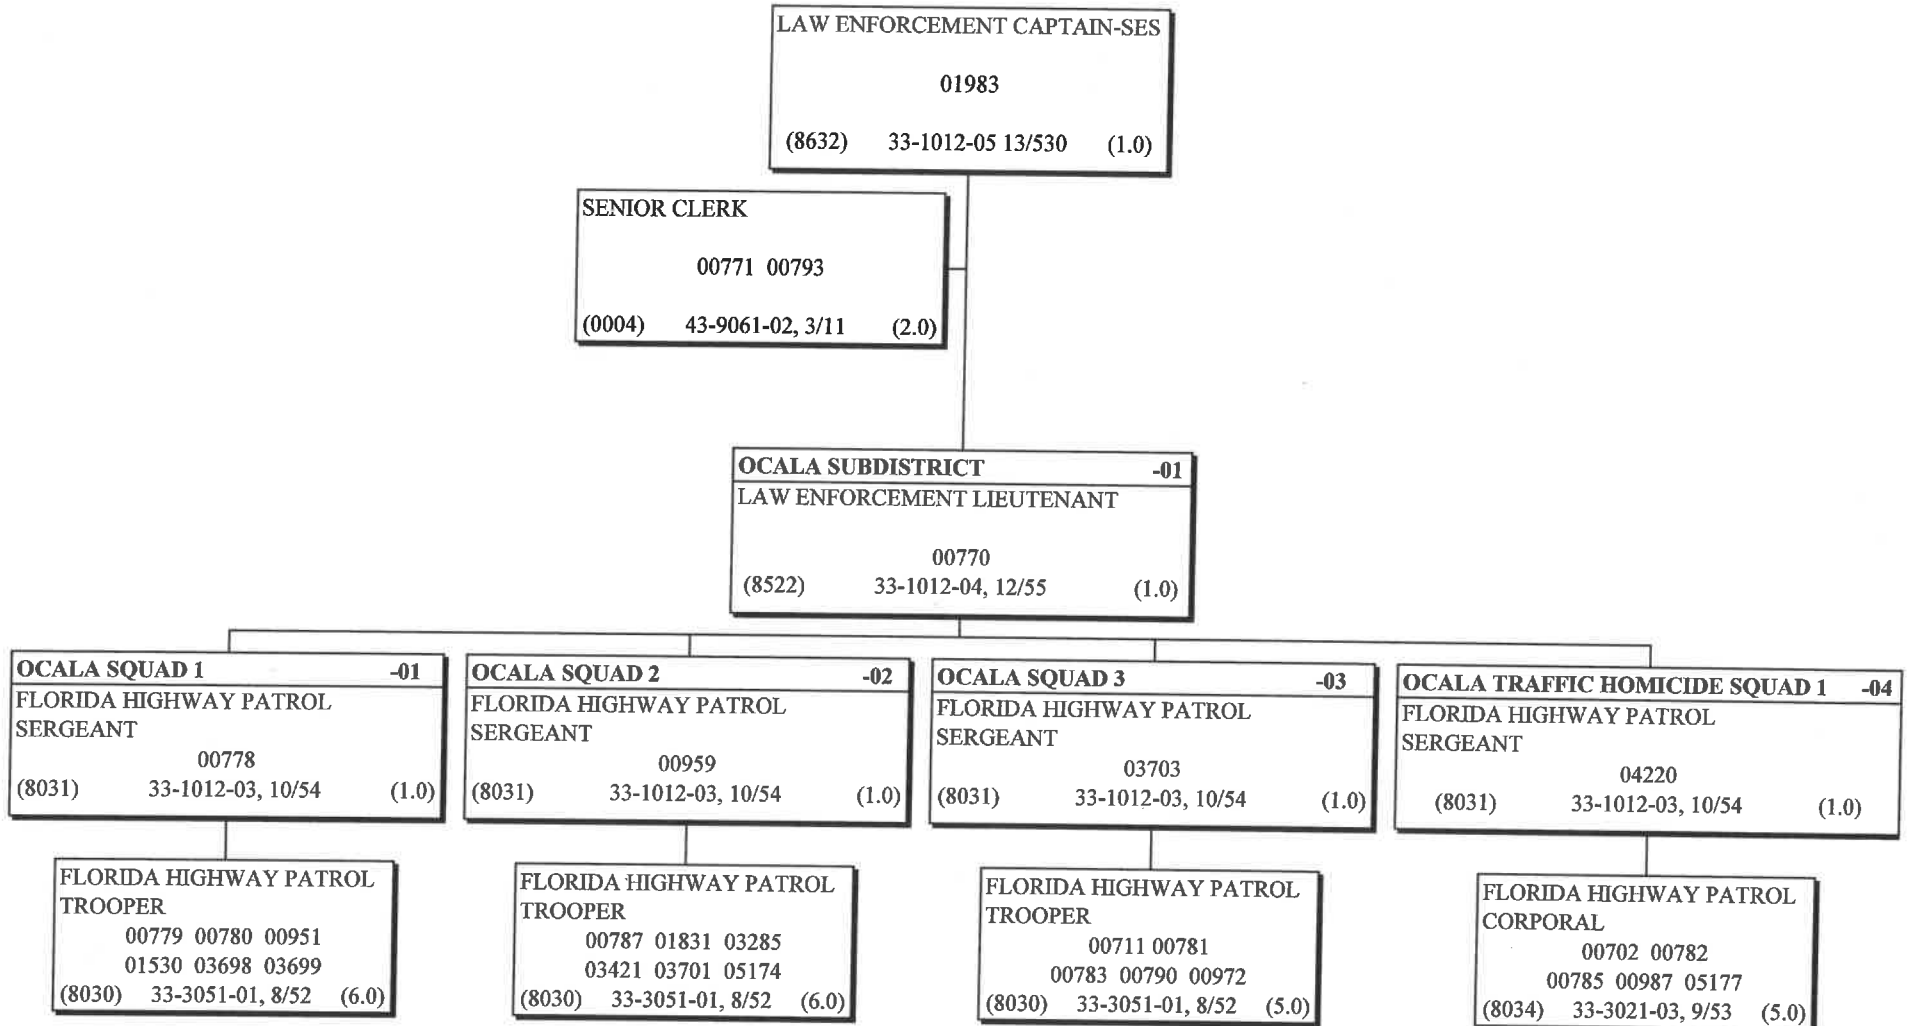 LAW ENFORCEMENT CAPTAIN-SES
01983
(8632) 33-1012-05 13/530 (1.0)
SENIOR CLERK
00771 00793
(0004) 43-9061-02, 3/11 (2.0)
OCALA SUBDISTRICT -01
LAW ENFORCEMENT LIEUTENANT
00770
(8522) 33-1012-04, 12/55 (1.0)
OCALA SQUAD 1 -01
FLORIDA HIGHWAY PATROL
SERGEANT
00778
(8031) 33-1012-03, 10/54 (1.0)
OCALA SQUAD 2 -02
FLORIDA HIGHWAY PATROL
SERGEANT
00959
(8031) 33-1012-03, 10/54 (1.0)
OCALA SQUAD 3 -03
FLORIDA HIGHWAY PATROL
SERGEANT
03703
(8031) 33-1012-03, 10/54 (1.0)
OCALA TRAFFIC HOMICIDE SQUAD 1 -04
FLORIDA HIGHWAY PATROL
SERGEANT
04220
(8031) 33-1012-03, 10/54 (1.0)
FLORIDA HIGHWAY PATROL
TROOPER
00779 00780 00951
01530 03698 03699
(8030) 33-3051-01, 8/52 (6.0)
FLORIDA HIGHWAY PATROL
TROOPER
00787 01831 03285
03421 03701 05174
(8030) 33-3051-01, 8/52 (6.0)
FLORIDA HIGHWAY PATROL
TROOPER
00711 00781
00783 00790 00972
(8030) 33-3051-01, 8/52 (5.0)
FLORIDA HIGHWAY PATROL
CORPORAL
00702 00782
00785 00987 05177
(8034) 33-3021-03, 9/53 (5.0)